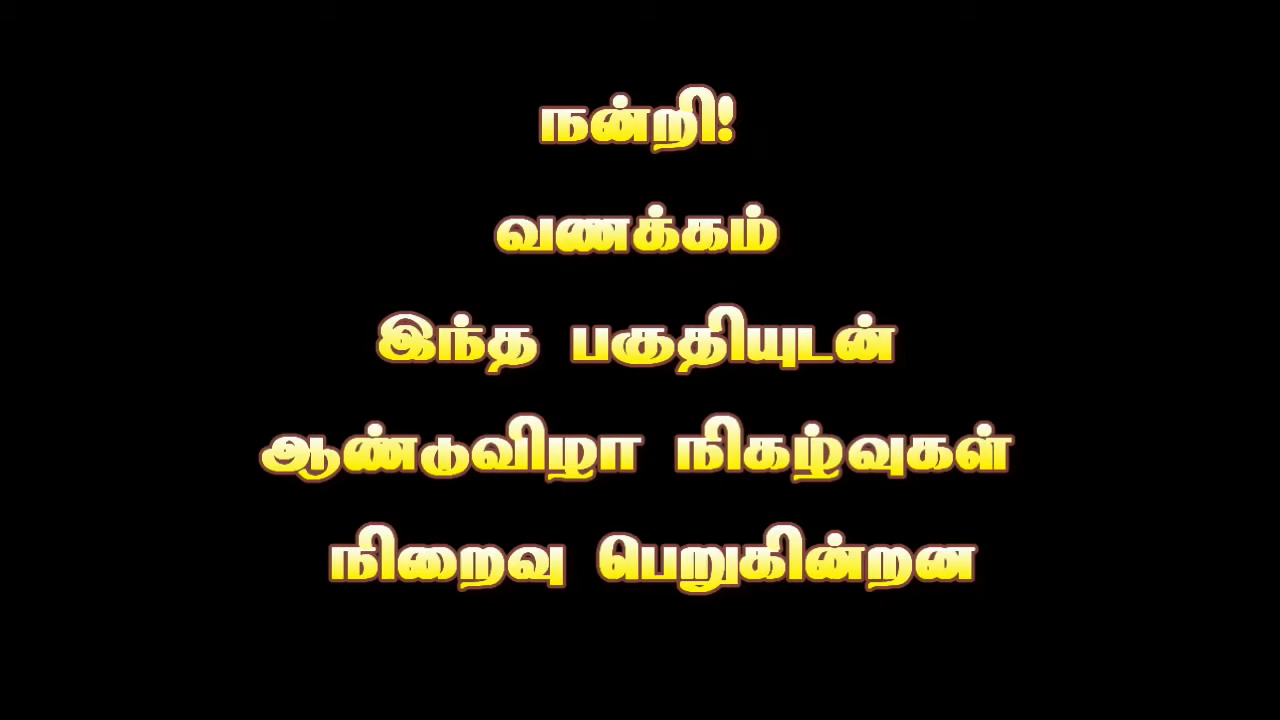 நன்றி!
வணக்கம்
இந்த பகுதியுடன்
ஆண்டுவிழா நிகழ்வுகள்
நிறைவு பெறுகின்றன